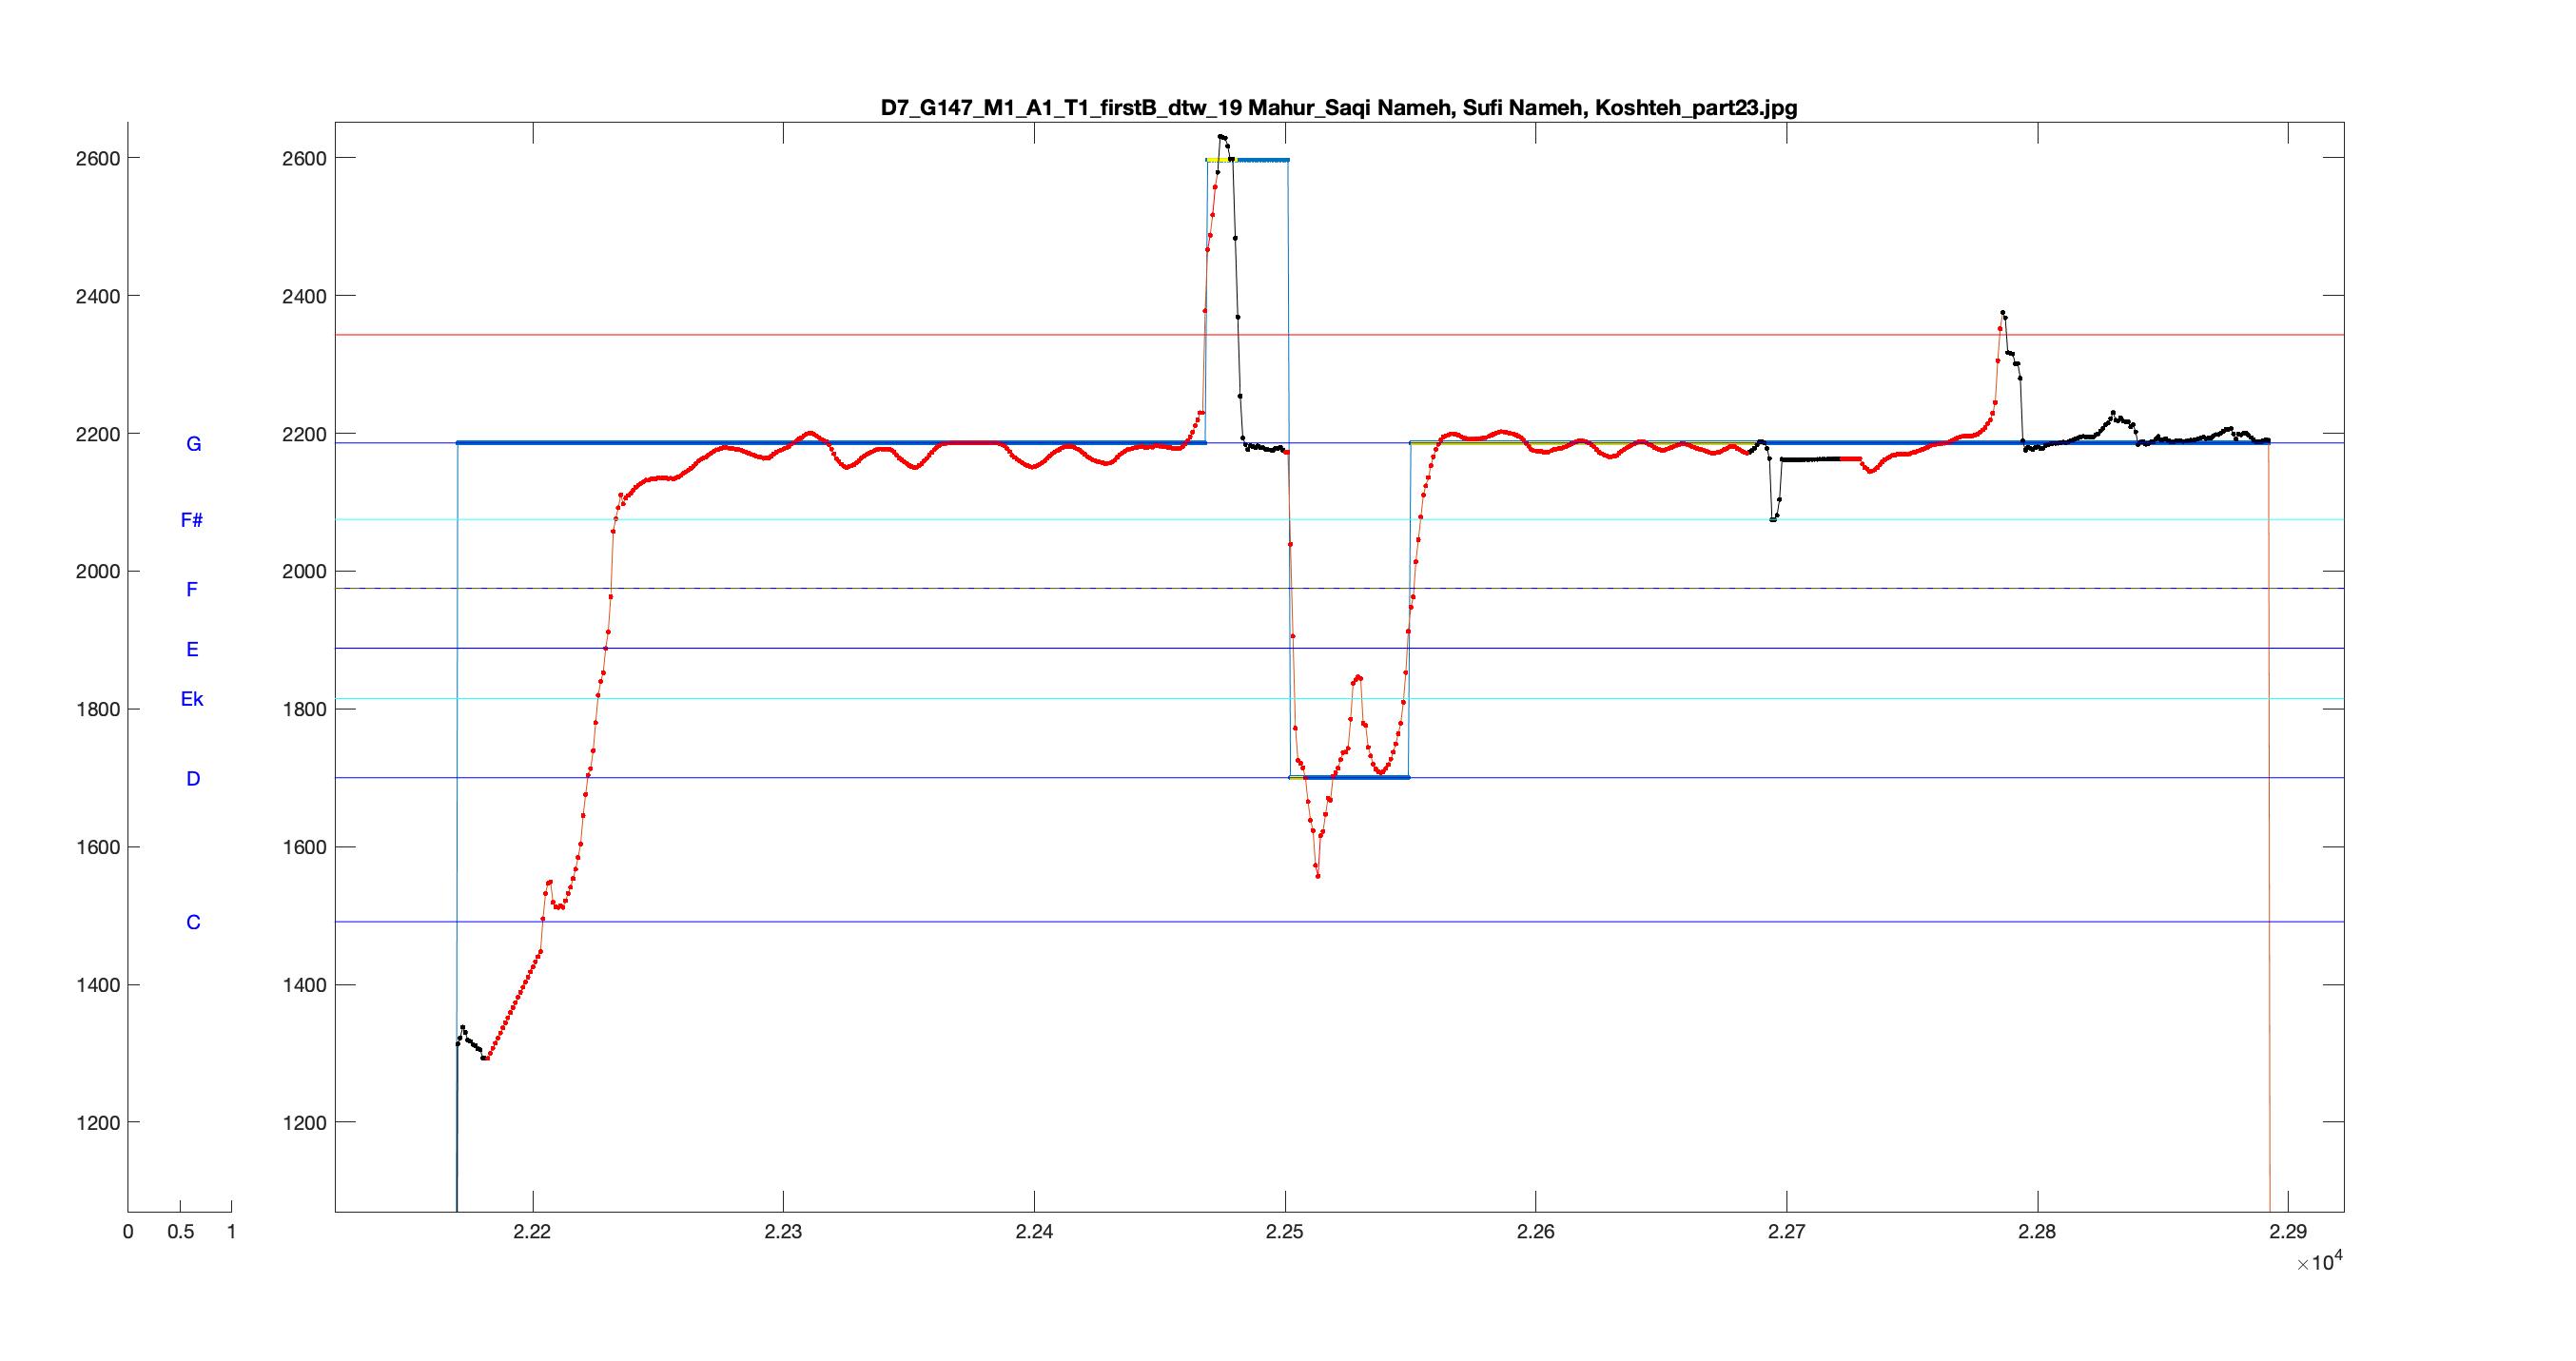 D7_G147_M1_A1_T1_firstB_dtw_19 Mahur_Saqi Nameh, Sufi Nameh, Koshteh_part23.jpg
2600 2600
2400 2400
2200 2200
G
F#
2000 2000
F
E
Ek
1800 1800
D
1600 1600
C
1400 1400
1200 1200
0 0.5 1 2.22 2.23 2.24 2.25 2.26 2.27 2.28 2.29
×10^4